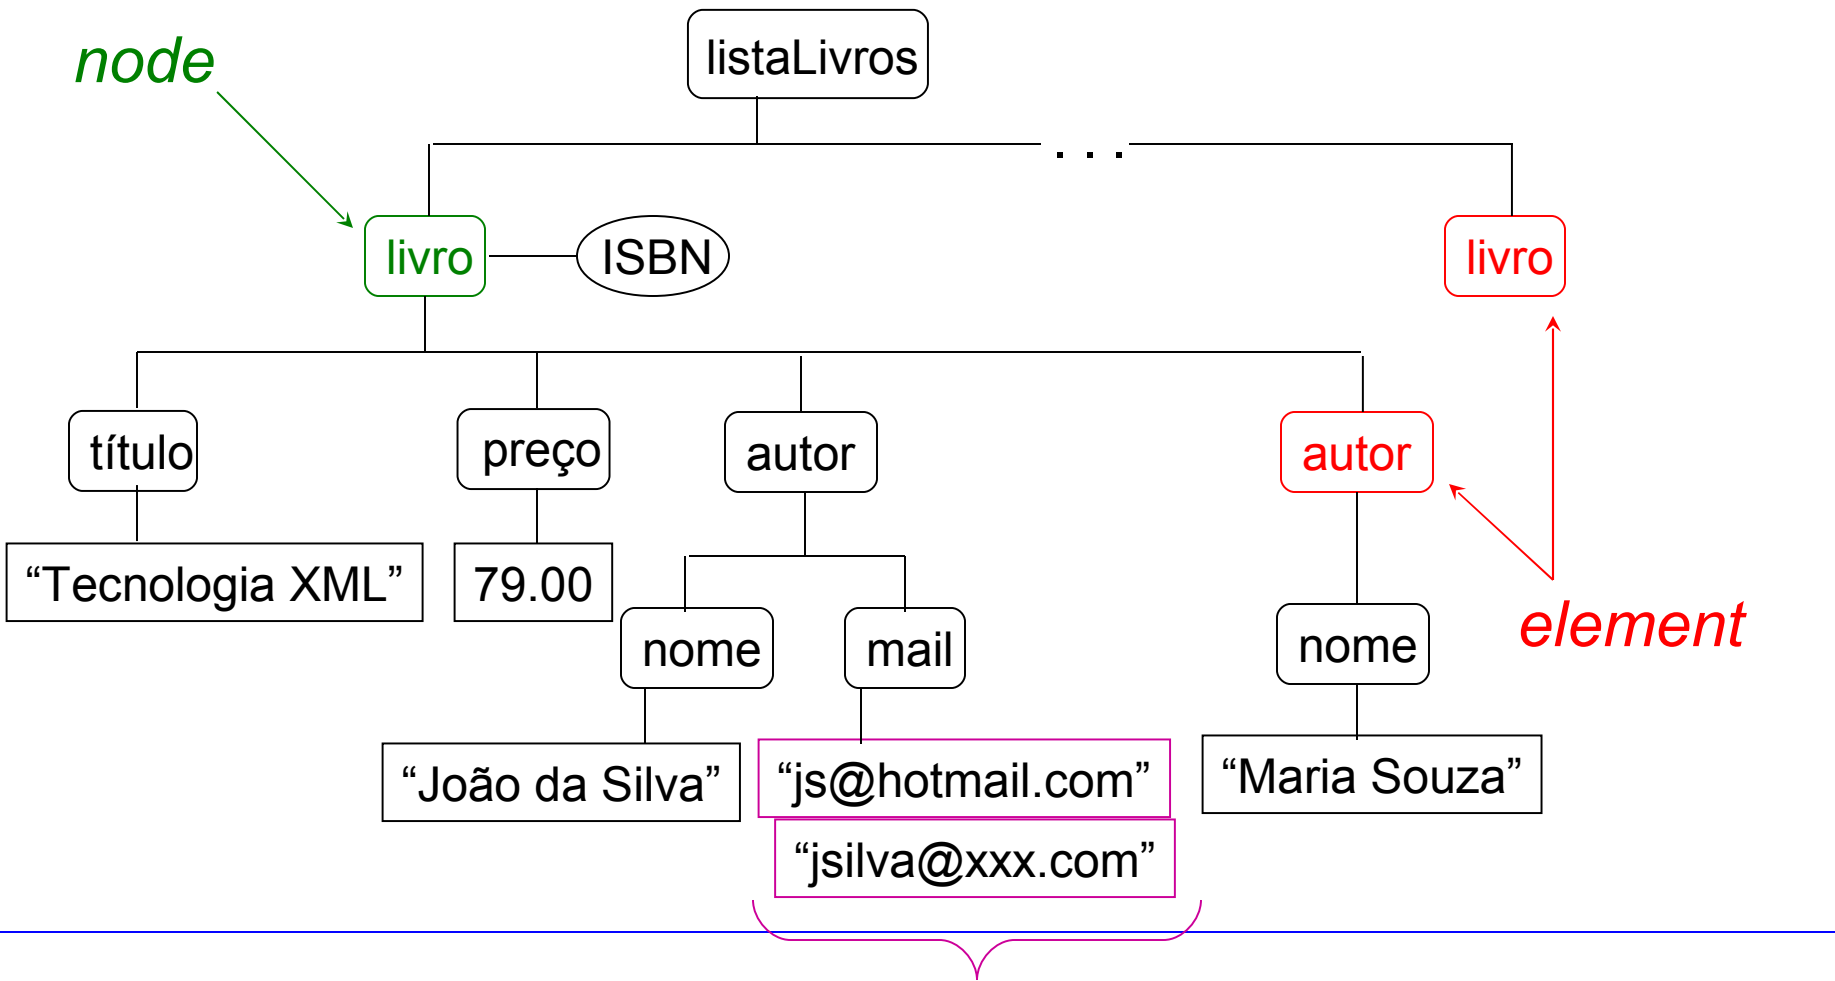 node
listaLivros
. . .
livro
ISBN
livro
título
preço
autor
autor
“Tecnologia XML”
79.00
nome
mail
nome
element
“João da Silva”
“js@hotmail.com”
“Maria Souza”
“jsilva@xxx.com”